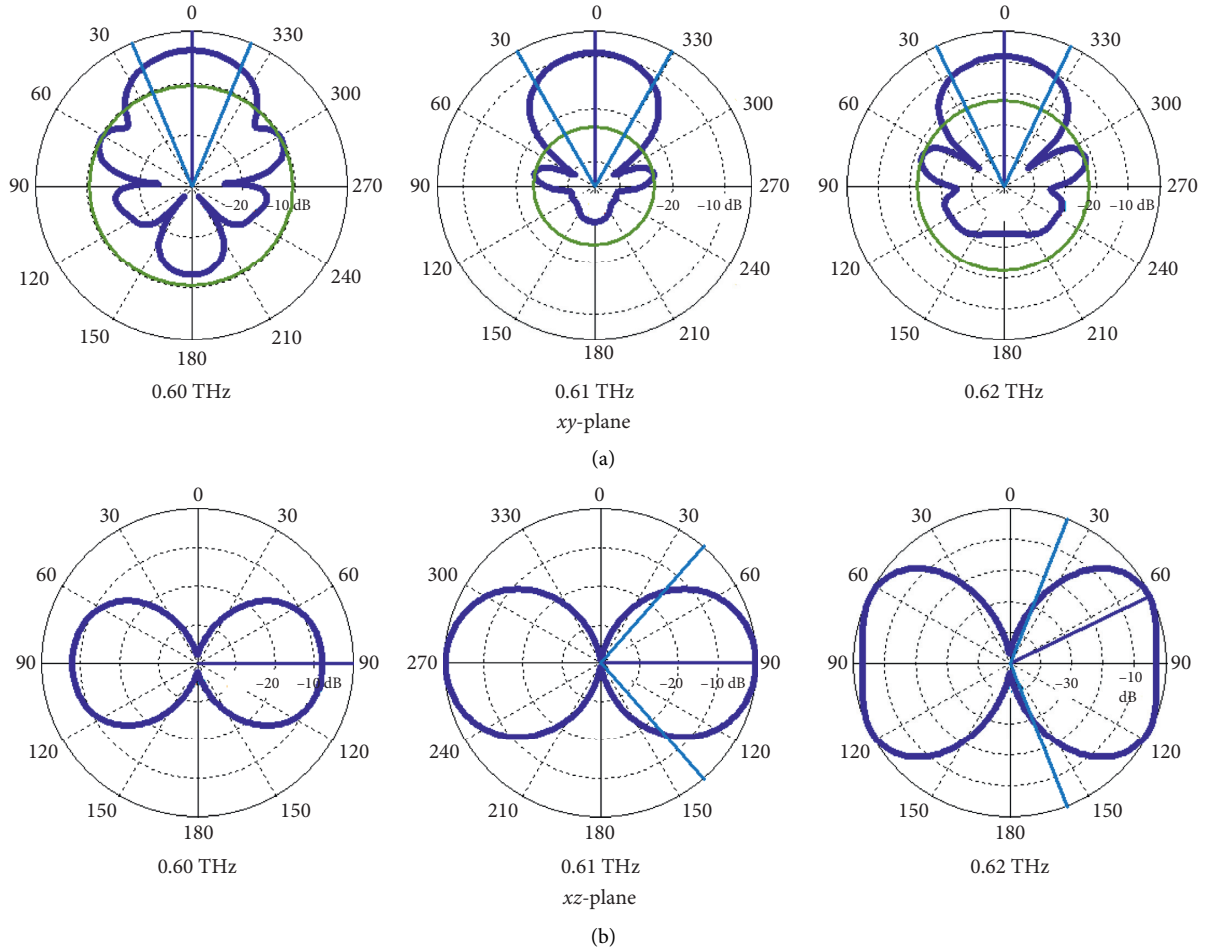 0 0 0
30 330 30 330 30 330
60 300 60 300 60 300
90 270 90 270 90 270
−20 −10 dB −20 −10 dB −20 −10 dB
120 240 120 240 120 240
150 210 150 210 150 210
180 180 180
0.60 THz 0.61 THz 0.62 THz
xy-plane
(a)
0 0 0
30 30 330 30 30
60 60 300 60 60
90 90 270 90 90
−20 −10 dB −20 −10 dB −30 −10
dB
120 120 240 120 120 120
150 150 210 150 150
180 180 180
0.60 THz 0.61 THz 0.62 THz
xz-plane
(b)